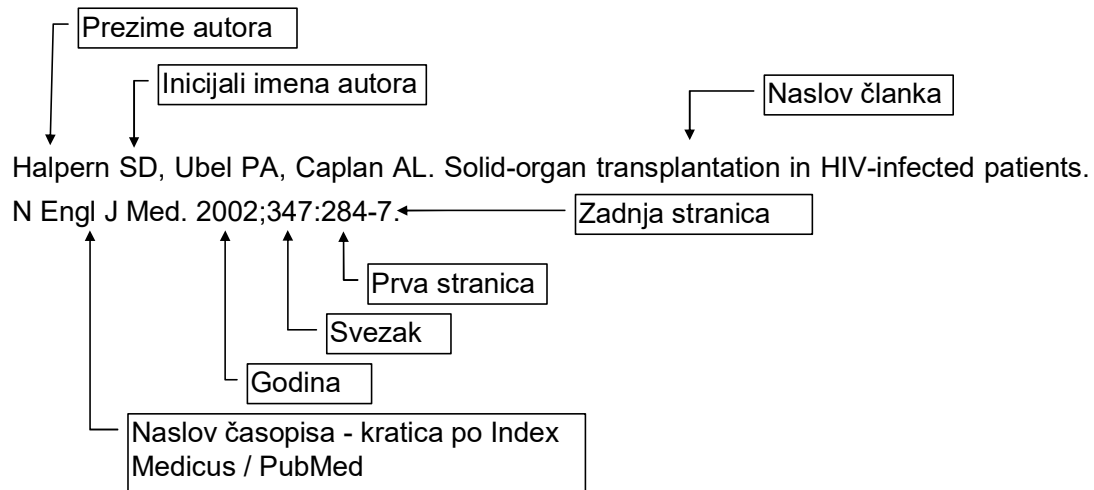 Prezime autora
Inicijali imena autora
Naslov članka
Halpern SD, Ubel PA, Caplan AL. Solid-organ transplantation in HIV-infected patients.
N Engl J Med. 2002;347:284-7.
Zadnja stranica
Prva stranica
Svezak
Godina
Naslov časopisa - kratica po Index
Medicus / PubMed